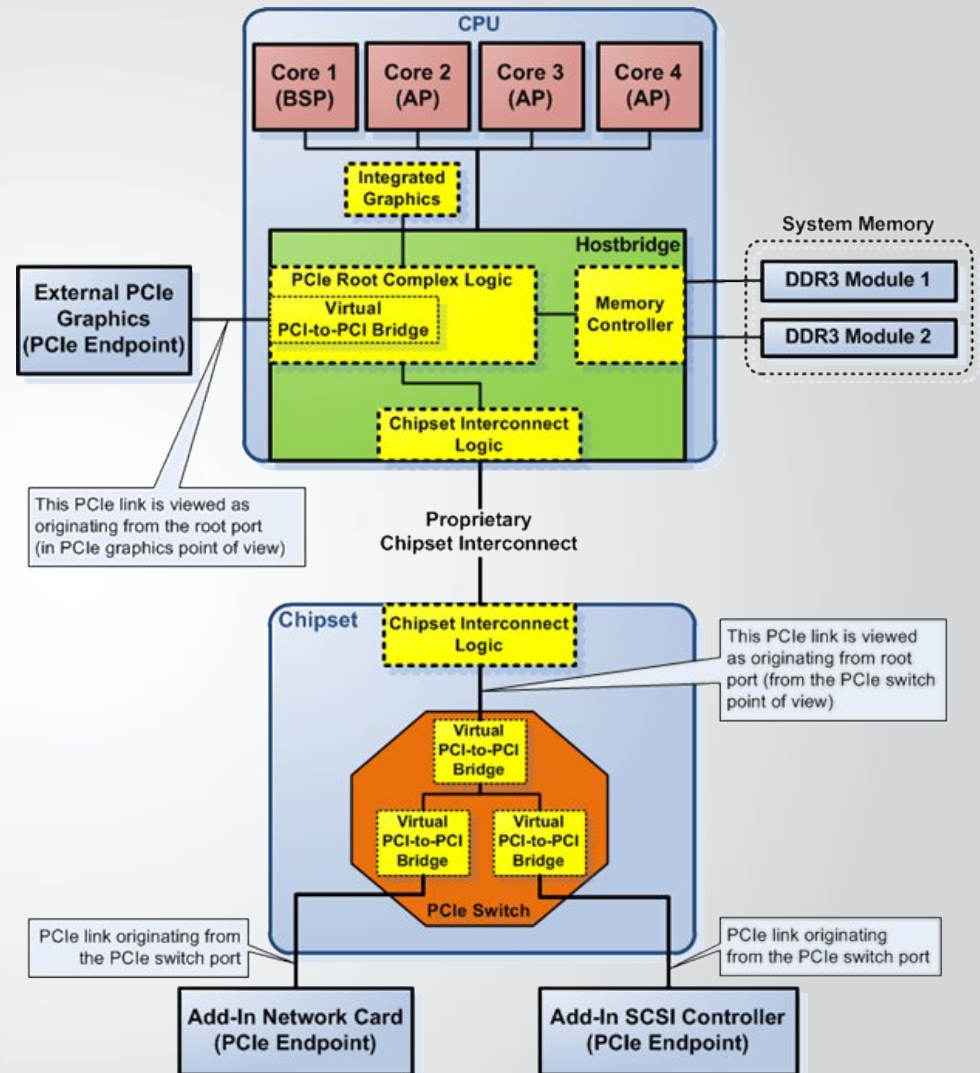 CPU
Core 1
(BSP)
Core 2
(AP)
Core 3
(AP)
Core 4
(AP)
Integrated
Graphics
Hostbridge
System Memory
DDR3 Module 1
DDR3 Module 2
External PCIe
Graphics
(PCIe Endpoint)
PCIe Root Complex Logic
Virtual
PCI-to-PCI Bridge
Memory
Controller
Chipset Interconnect
Logic
This PCIe link is viewed as
originating from the root port
(in PCIe graphics point of view)
Proprietary
Chipset Interconnect
Chipset
Chipset Interconnect
Logic
This PCIe link is viewed
as originating from root
port (from the PCIe switch
point of view)
Virtual
PCI-to-PCI
Bridge
Virtual
PCI-to-PCI
Bridge
Virtual
PCI-to-PCI
Bridge
PCIe Switch
PCIe link originating from
the PCIe switch port
PCIe link originating
from the PCIe switch port
Add-In Network Card
(PCIe Endpoint)
Add-In SCSI Controller
(PCIe Endpoint)